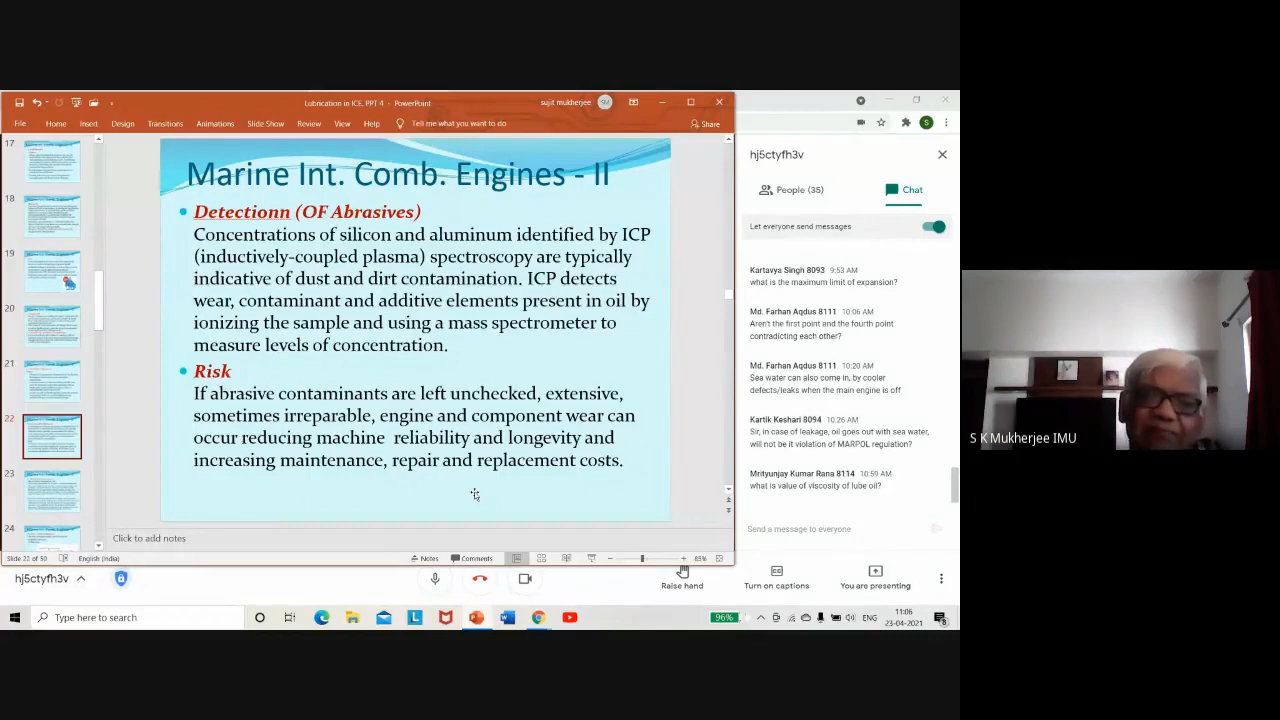 Lubrication in ICE, PPT 4 - PowerPoint
sujit mukherjee
SM
File Home Insert Design Transitions Animations Slide Show Review View Help Tell me what you want to do Share
17
18
19
20
21
22
23
24
Marine Int. Comb. Engines - II
(OF Abrasives)
Concentrations of silicon and aluminum identified by ICP
(inductively-coupled plasma) spectroscopy are typically
indicative of dust and dirt contaminants. ICP detects
wear, contaminant and additive elements present in oil by
the sample and using a mass spectrometer to
measure levels of concentration.
Risk
If abrasive contaminants are left unchecked, extensive,
sometimes irreparable, engine and component wear can
occur reducing machine reliability and longevity and
increasing maintenance, repair and replacement costs.
Click to add notes
Slide 22 of 50 English (India) Notes Comments 85%
hj5ctyfh3v
People (35) Chat
Let everyone send messages
Kartavya Singh 8093 9:53 AM
what is the maximum limit of expansion?
Md. Farhan Aqdus 8111 10:06 AM
Aren't the first point and the fourth point
contradicting each other?
Md. Farhan Aqdus 8111 10:20 AM
Sea water can also come in, by cooler
defects/leaks when the main engine is off
Kartik Keshari 8094 10:26 AM
Sir, in case of leakage, oil goes out with sea water,
will not be it violation of MARPOL regulation?
Mrityunjay Kumar Rana 8114 10:59 AM
what is value of viscosity of lube oil?
Send a message to everyone
hj5ctyfh3v
Raise hand Turn on captions You are presenting
Type here to search
96%
ENG
11:06
23-04-2021
S K Mukherjee IMU